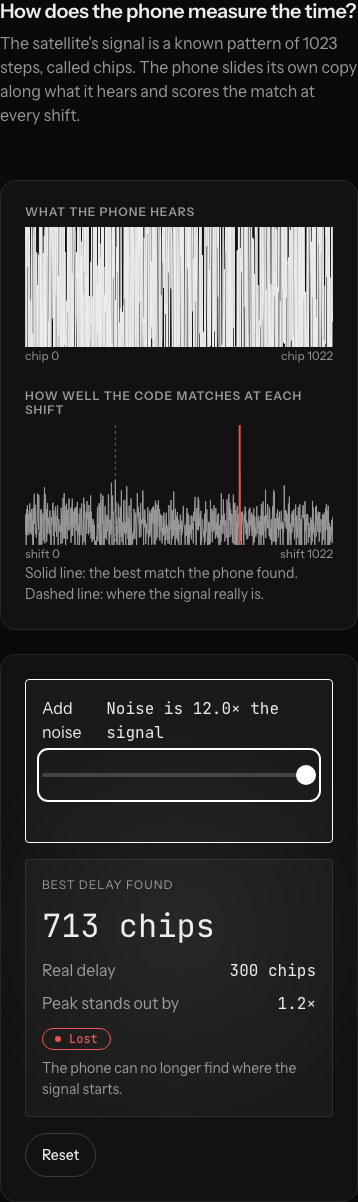 How does the phone measure the time?
The satellite's signal is a known pattern of 1023
steps, called chips. The phone slides its own copy
along what it hears and scores the match at
every shift.
WHAT THE PHONE HEARS
chip 0
chip 1022
HOW WELL THE CODE MATCHES AT EACH
SHIFT
shift 0
shift 1022
Solid line: the best match the phone found.
Dashed line: where the signal really is.
Add
noise
Noise is 12.0× the
signal
BEST DELAY FOUND
713 chips
Real delay
300 chips
Peak stands out by
1.2×
Lost
The phone can no longer find where the
signal starts.
Reset